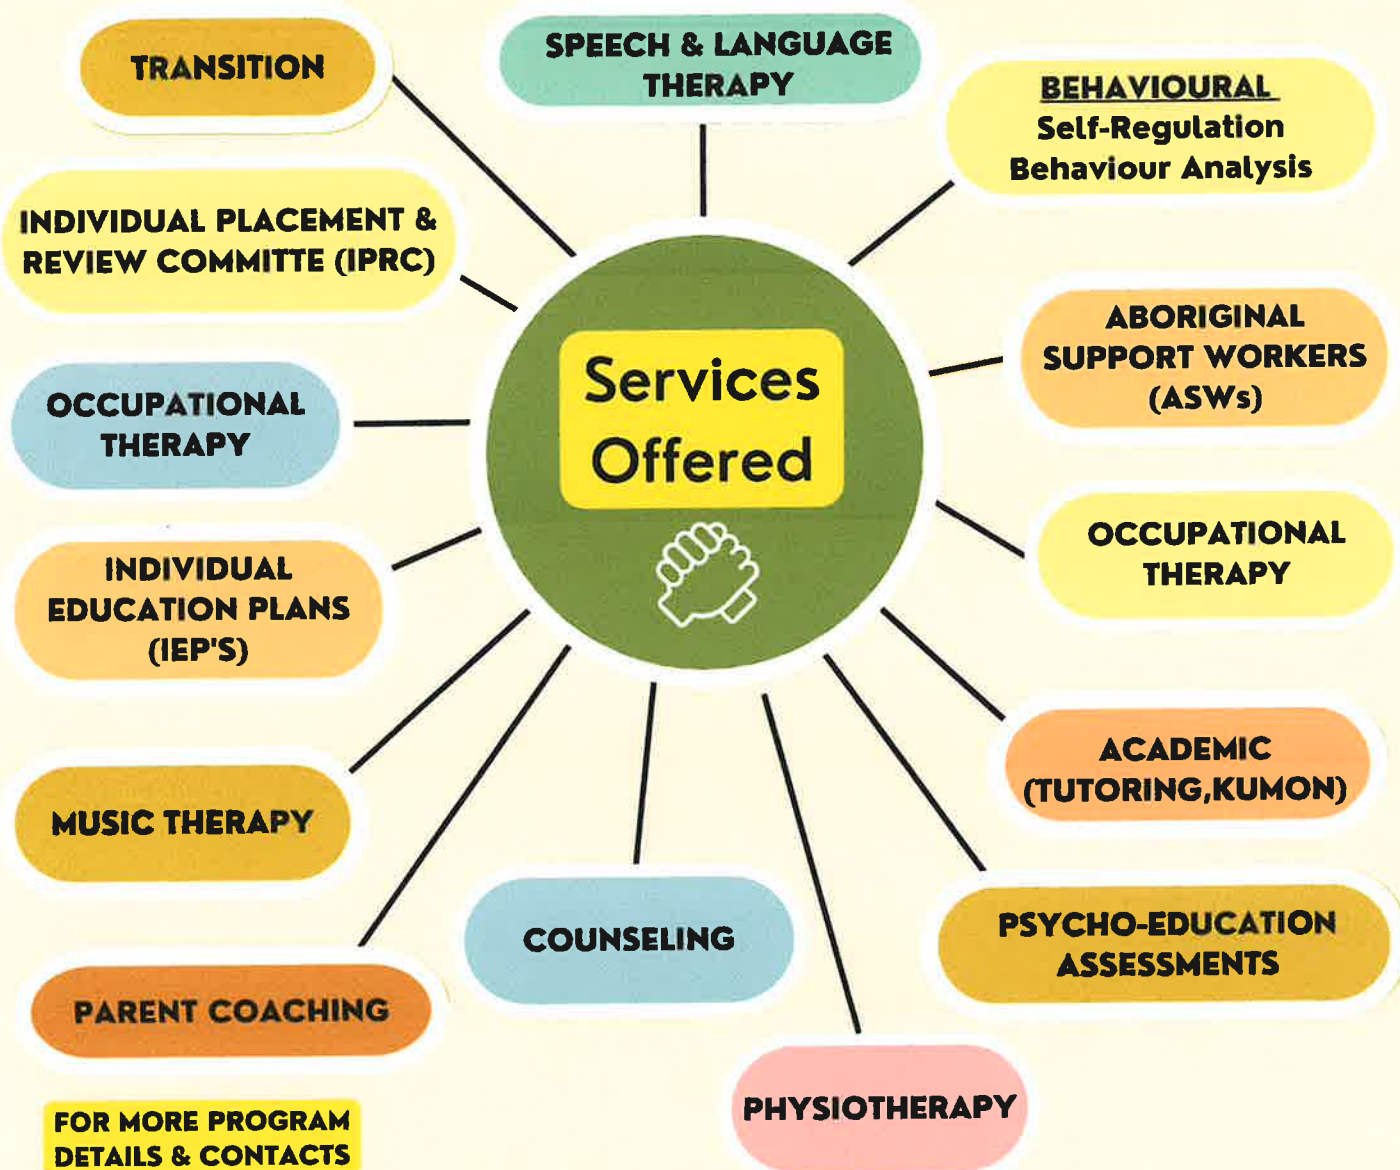 TRANSITION
SPEECH & LANGUAGE
THERAPY
BEHAVIOURAL
Self-Regulation
Behaviour Analysis
INDIVIDUAL PLACEMENT &
REVIEW COMMITTE (IPRC)
ABORIGINAL
SUPPORT WORKERS
(ASWs)
Services
Offered
OCCUPATIONAL
THERAPY
OCCUPATIONAL
THERAPY
INDIVIDUAL
EDUCATION PLANS
(IEP'S)
ACADEMIC
(TUTORING,KUMON)
MUSIC THERAPY
PSYCHO-EDUCATION
ASSESSMENTS
COUNSELING
PARENT COACHING
PHYSIOTHERAPY
FOR MORE PROGRAM
DETAILS & CONTACTS